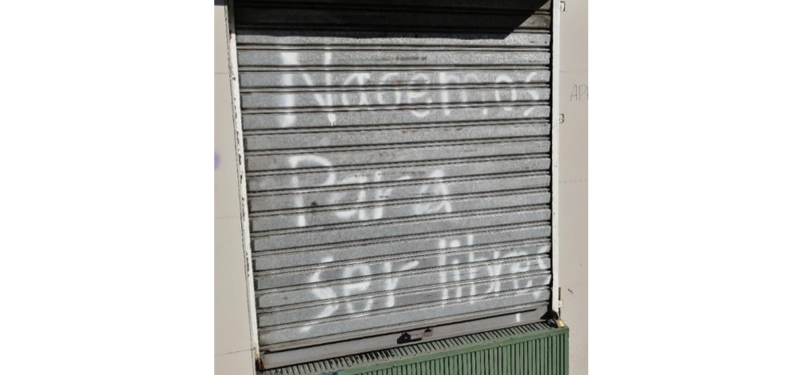 Nacemos
Para
ser libres